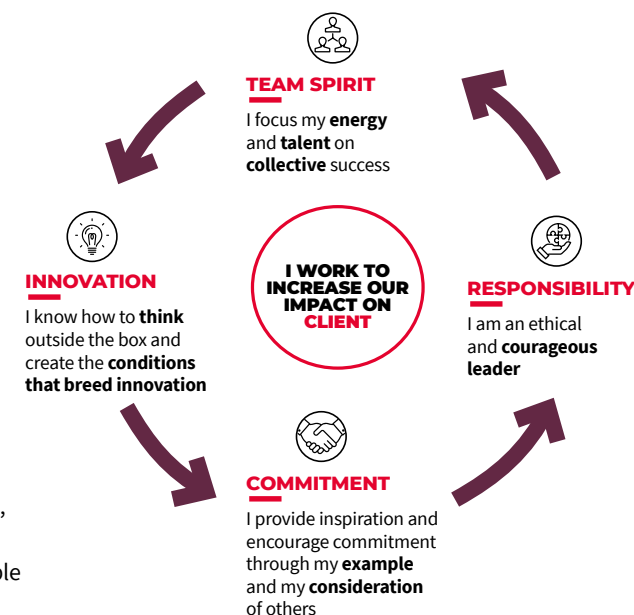 TEAM SPIRIT
I focus my energy
and talent on
collective success
INNOVATION
I know how to think
outside the box and
create the conditions
that breed innovation
I WORK TO
INCREASE OUR
IMPACT ON
CLIENT
RESPONSIBILITY
I am an ethical
and courageous
leader
COMMITMENT
I provide inspiration and
encourage commitment
through my example
and my consideration
of others